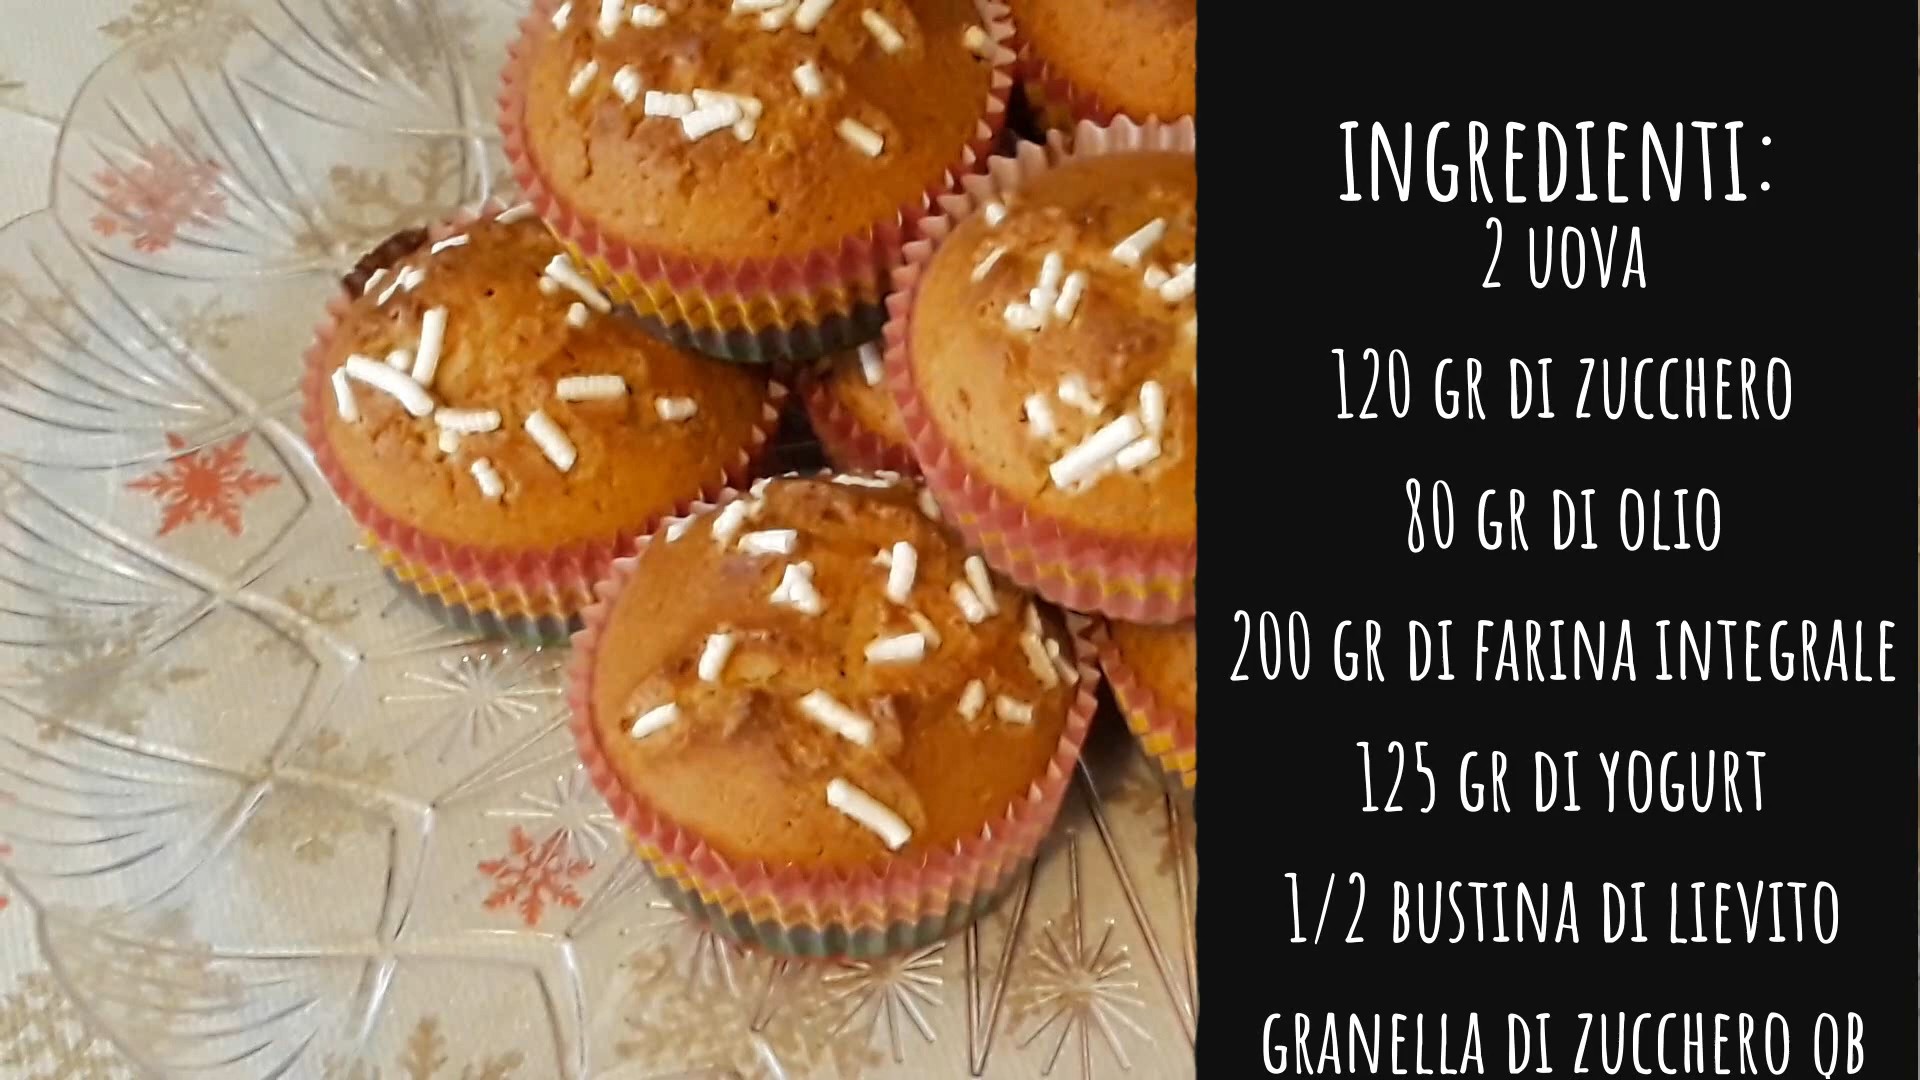 INGREDIENTI:
2 UOVA
120 GR DI ZUCCHERO
80 GR DI OLIO
200 GR DI FARINA INTEGRALE
125 GR DI YOGURT
1/2 BUSTINA DI LIEVITO
GRANELLA DI ZUCCHERO QB